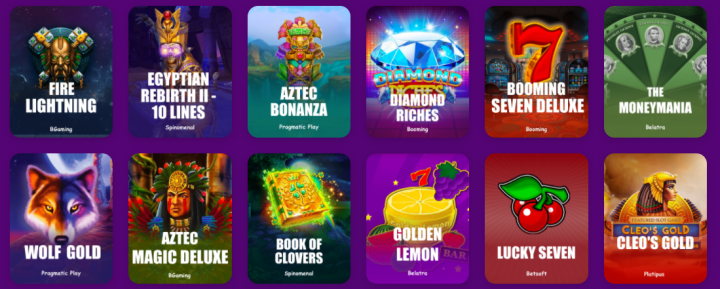 FIRE
LIGHTNING
BGaming
EGYPTIAN
REBIRTH II -
10 LINES
Spinomenal
AZTEC
BONANZA
Pragmatic Play
DIAMOND
DIAMOND
RICHES
Booming
7
BOOMING
SEVEN DELUXE
Booming
THE
MONEYMANIA
Belatra
WOLF GOLD
Pragmatic Play
AZTEC
MAGIC DELUXE
BGaming
BOOK OF
CLOVERS
Spinomenal
7
GOLDEN
LEMON
BAR
Belatra
LUCKY SEVEN
Betsoft
CLEO'S GOLD
CLEO'S GOLD
Platipus